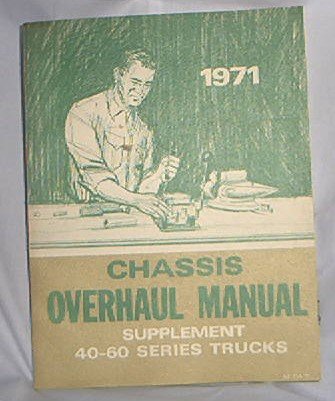 1971
CHASSIS
OVERHAUL MANUAL
SUPPLEMENT
40-60 SERIES TRUCKS